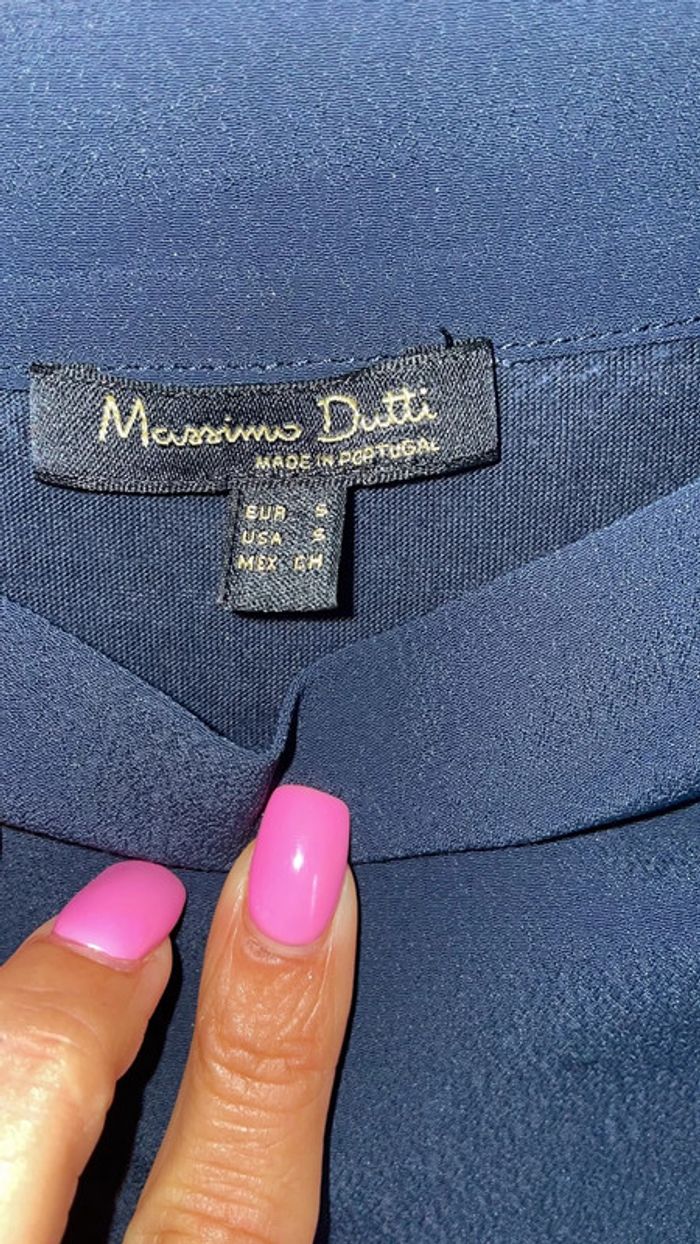 Massimo Dutti
MADE IN PORTUGAL
EUR S
USA S
MEX CH